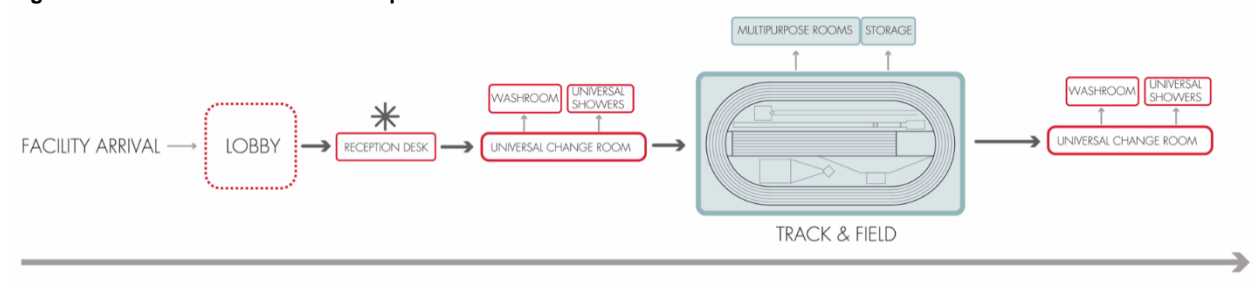 MULTIPURPOSE ROOMS
STORAGE
WASHROOM
UNIVERSAL
SHOWERS
WASHROOM
UNIVERSAL
SHOWERS
FACILITY ARRIVAL
LOBBY
RECEPTION DESK
UNIVERSAL CHANGE ROOM
UNIVERSAL CHANGE ROOM
TRACK & FIELD